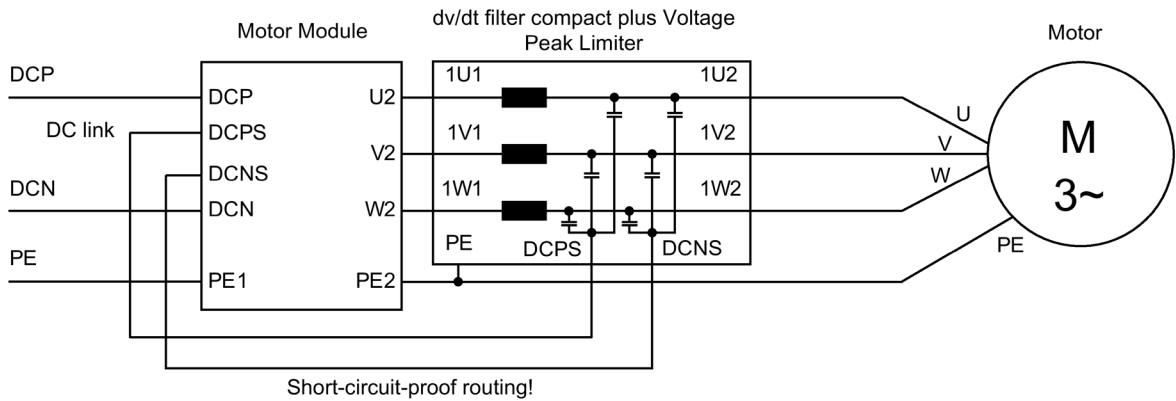 dv/dt filter compact plus Voltage
Peak Limiter
Motor Module
Motor
DCP
DCP
U2
1U1
1U2
U
DC link
DCPS
V2
1V1
1V2
V
M
3~
DCNS
DCN
DCN
W2
1W1
1W2
W
PE
DCPS
DCNS
PE
PE
PE1
PE2
Short-circuit-proof routing!